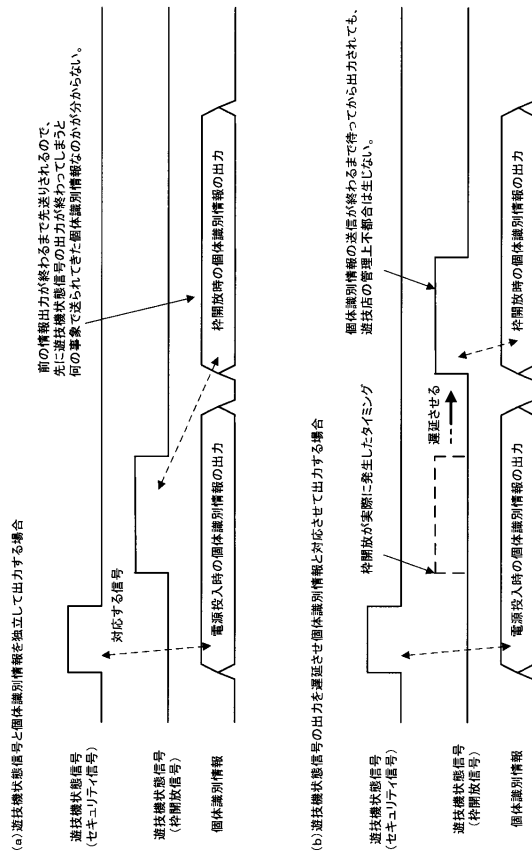 (a)遊技機状態信号と個体識別情報を独立して出力する場合
遊技機状態信号
(セキュリティ信号)
対応する信号
前の情報出力が終わるまで先送りされるので、
先に遊技機状態信号の出力が終わってしまうと
何の事象で送られてきた個体識別情報なのかが分からない。
遊技機状態信号
(枠開放信号)
個体識別情報
電源投入時の個体識別情報の出力
枠開放時の個体識別情報の出力
(b)遊技機状態信号の出力を遅延させ個体識別情報と対応させて出力する場合
遊技機状態信号
(セキュリティ信号)
枠開放が実際に発生したタイミング
個体識別情報の送信が終わるまで待ってから出力されても、
遊技店の管理上不都合は生じない。
遊技機状態信号
(枠開放信号)
遅延させる
個体識別情報
電源投入時の個体識別情報の出力
枠開放時の個体識別情報の出力